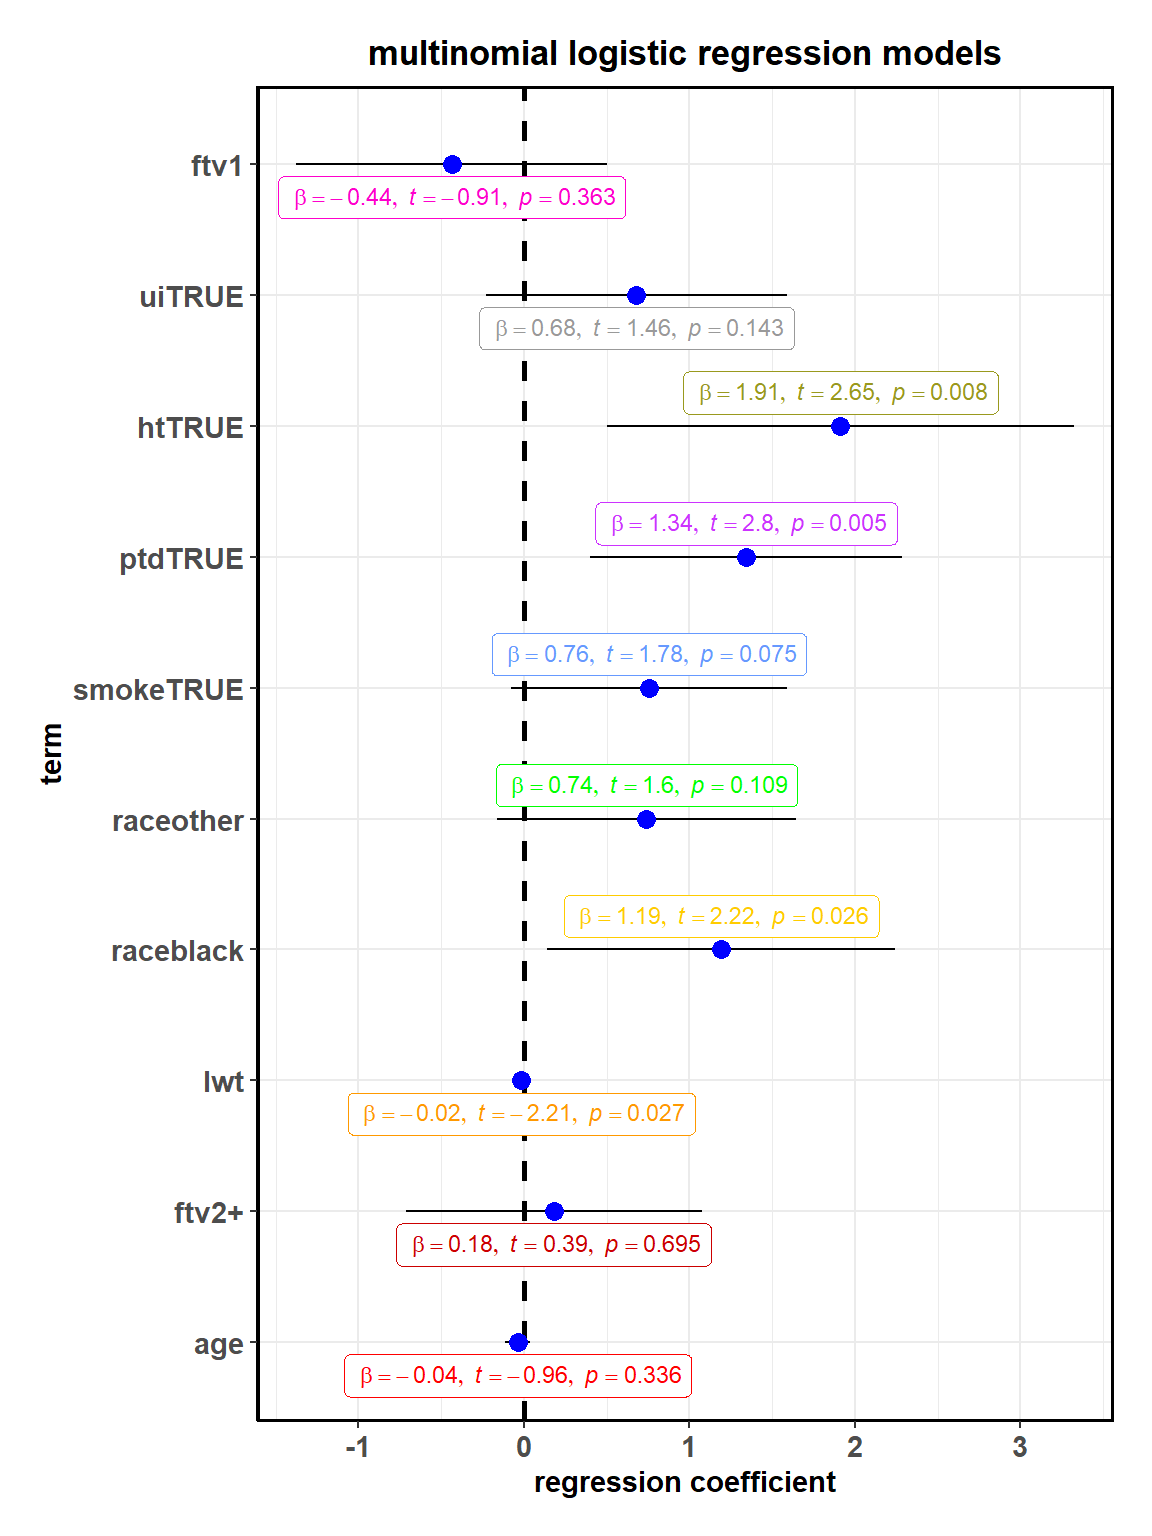 multinomial logistic regression models
ftv1
β = − 0.44, t = − 0.91, p = 0.363
uiTRUE
β = 0.68, t = 1.46, p = 0.143
β = 1.91, t = 2.65, p = 0.008
htTRUE
β = 1.34, t = 2.8, p = 0.005
ptdTRUE
β = 0.76, t = 1.78, p = 0.075
smokeTRUE
term
β = 0.74, t = 1.6, p = 0.109
raceother
β = 1.19, t = 2.22, p = 0.026
raceblack
lwt
β = − 0.02, t = − 2.21, p = 0.027
ftv2+
β = 0.18, t = 0.39, p = 0.695
age
β = − 0.04, t = − 0.96, p = 0.336
-1 0 1 2 3
regression coefficient